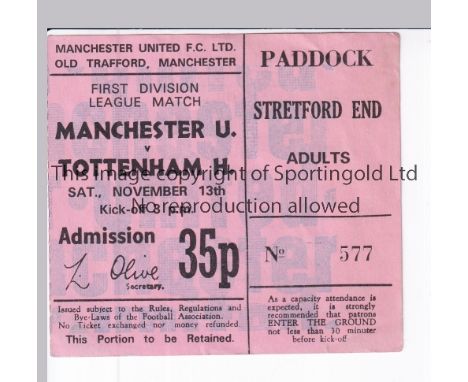 MANCHESTER UNITED F.C. LTD.
OLD TRAFFORD, MANCHESTER
FIRST DIVISION
LEAGUE MATCH
MANCHESTER U.
v
TOTTENHAM H.
SAT., NOVEMBER 13th
Kick-off 3 p.m.
Admission 35p
L. Olive
Secretary.
Issued subject to the Rules, Regulations and
Bye-Laws of the Football Association.
No Ticket exchanged nor money refunded.
This Portion to be Retained.
PADDOCK
STRETFORD END
ADULTS
No 577
As a capacity attendance is
expected, it is strongly
recommended that patrons
ENTER THE GROUND
not less than 30 minutes
before kick-off
This image copyright of Sportingold Ltd
No reproduction allowed